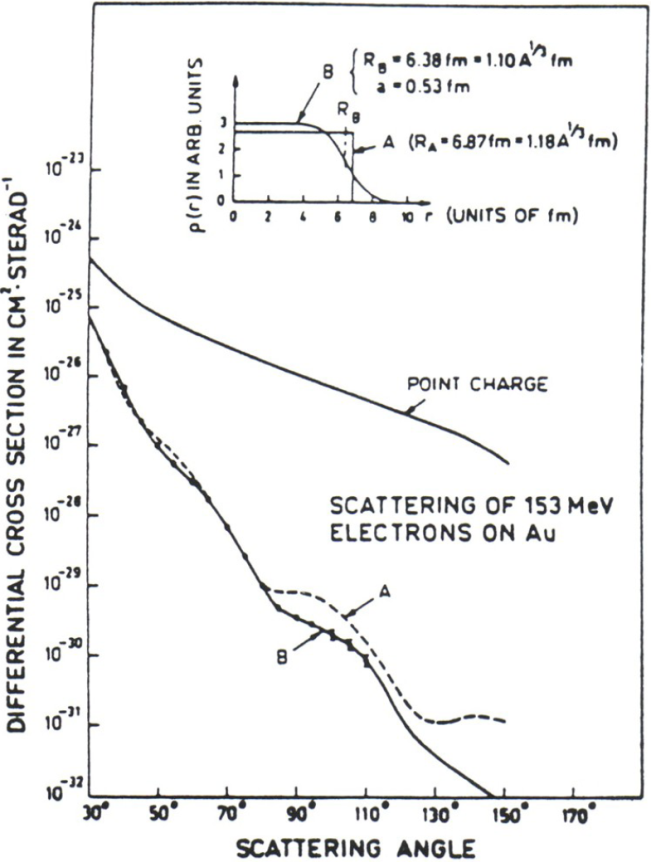 B
R_B = 6.38 fm = 1.10 A^1/3 fm
a = 0.53 fm
R_B
A (R_A = 6.87 fm = 1.18 A^1/3 fm)
ρ(r) IN ARB. UNITS
3
2
1
0
0 2 4 6 8 10 r (UNITS OF fm)
DIFFERENTIAL CROSS SECTION IN CM²·STERAD⁻¹
10⁻²³
10⁻²⁴
10⁻²⁵
10⁻²⁶
10⁻²⁷
10⁻²⁸
10⁻²⁹
10⁻³⁰
10⁻³¹
10⁻³²
POINT CHARGE
SCATTERING OF 153 MeV
ELECTRONS ON Au
A
B
30° 50° 70° 90° 110° 130° 150° 170°
SCATTERING ANGLE